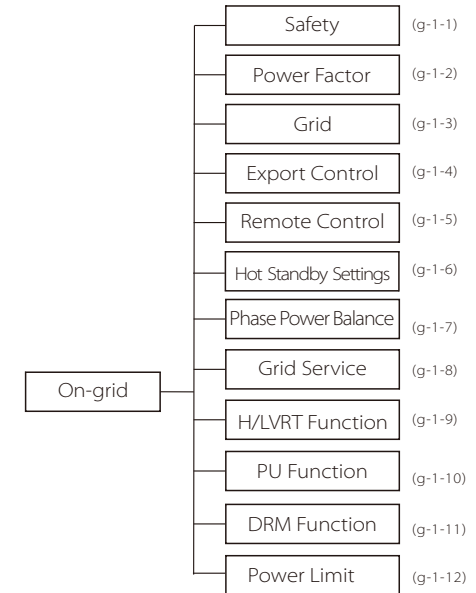 Safety (g-1-1)
Power Factor (g-1-2)
Grid (g-1-3)
Export Control (g-1-4)
Remote Control (g-1-5)
Hot Standby Settings (g-1-6)
Phase Power Balance (g-1-7)
Grid Service (g-1-8)
On-grid
H/LVRT Function (g-1-9)
PU Function (g-1-10)
DRM Function (g-1-11)
Power Limit (g-1-12)